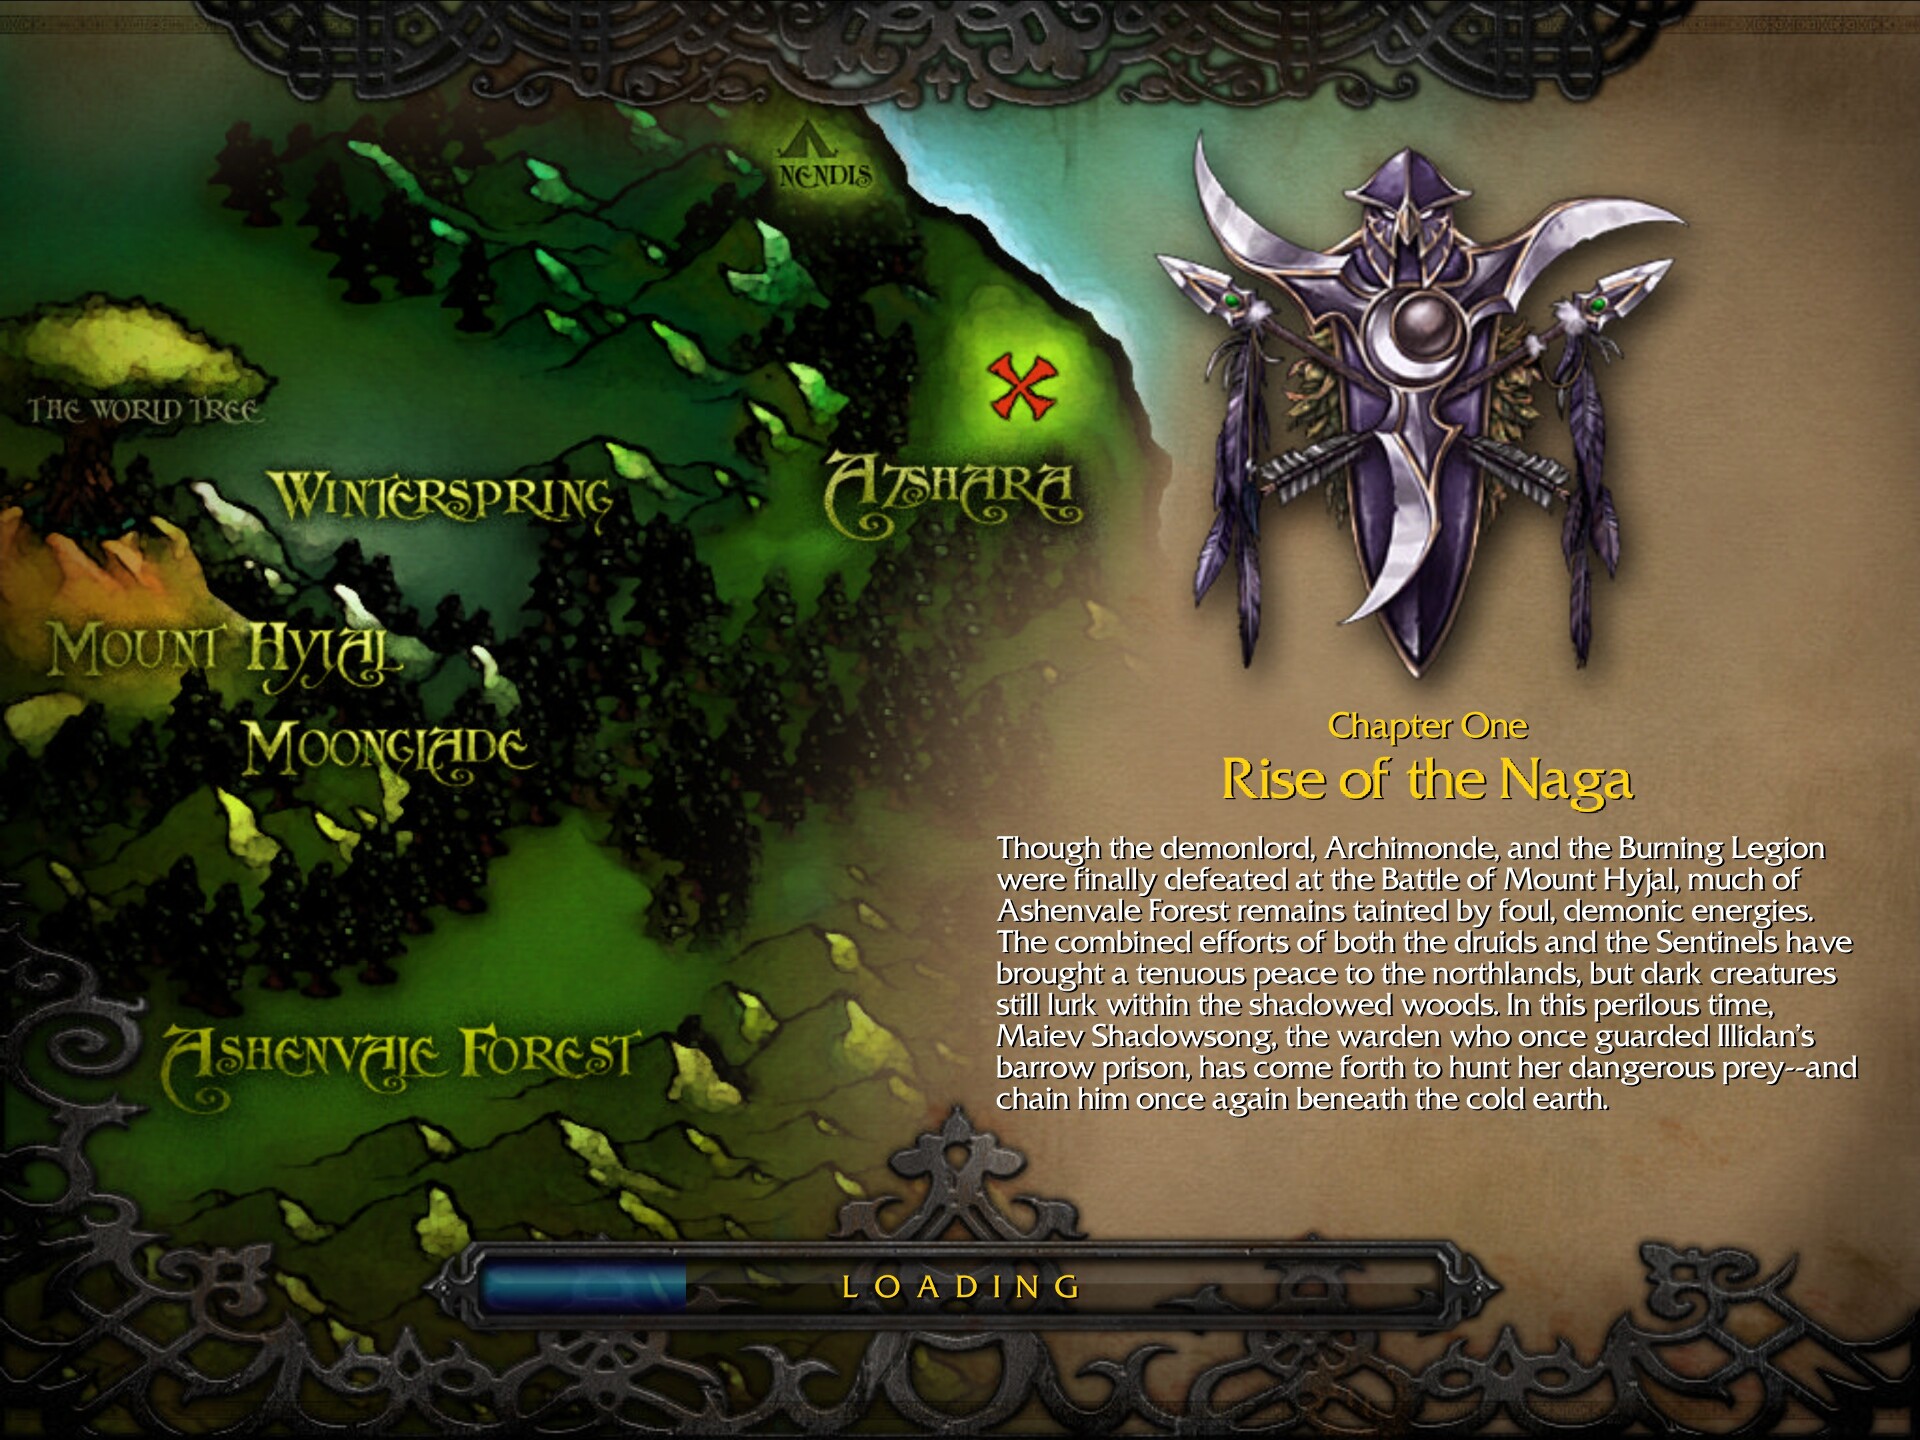 NENDIS
THE WORLD TREE
WINTERSPRING
AZSHARA
MOUNT HYJAL
MOONGLADE
ASHENVALE FOREST
Chapter One
Rise of the Naga
Though the demonlord, Archimonde, and the Burning Legion
were finally defeated at the Battle of Mount Hyjal, much of
Ashenvale Forest remains tainted by foul, demonic energies.
The combined efforts of both the druids and the Sentinels have
brought a tenuous peace to the northlands, but dark creatures
still lurk within the shadowed woods. In this perilous time,
Maiev Shadowsong, the warden who once guarded Illidan's
barrow prison, has come forth to hunt her dangerous prey--and
chain him once again beneath the cold earth.
LOADING